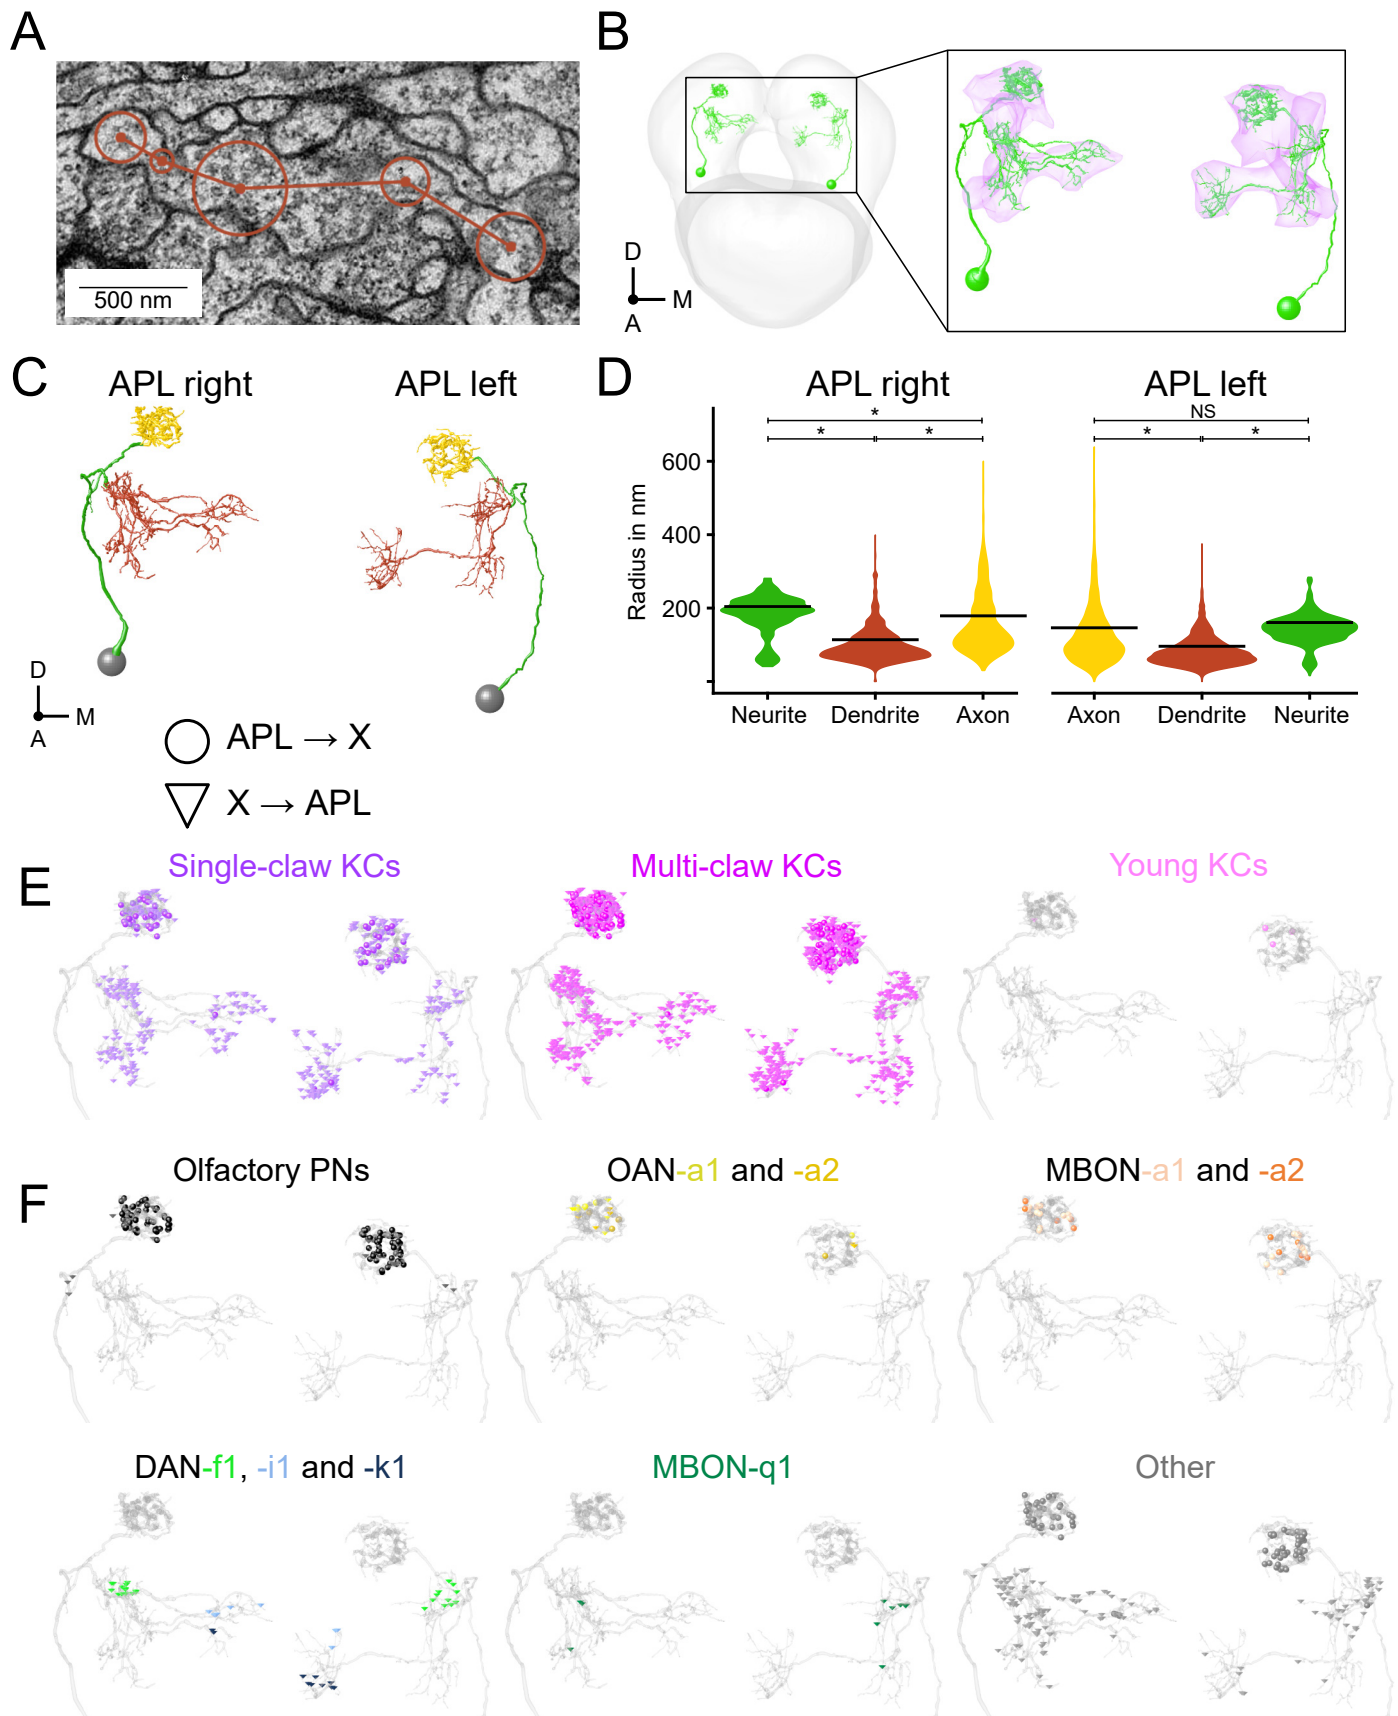 A
500 nm
B
D
M
A
C
APL right
APL left
D
M
A
APL → X
X → APL
D
APL right
APL left
*
*
*
NS
*
*
Radius in nm
600
400
200
Neurite
Dendrite
Axon
Axon
Dendrite
Neurite
E
Single-claw KCs
Multi-claw KCs
Young KCs
F
Olfactory PNs
OAN-a1 and -a2
MBON-a1 and -a2
DAN-f1, -i1 and -k1
MBON-q1
Other